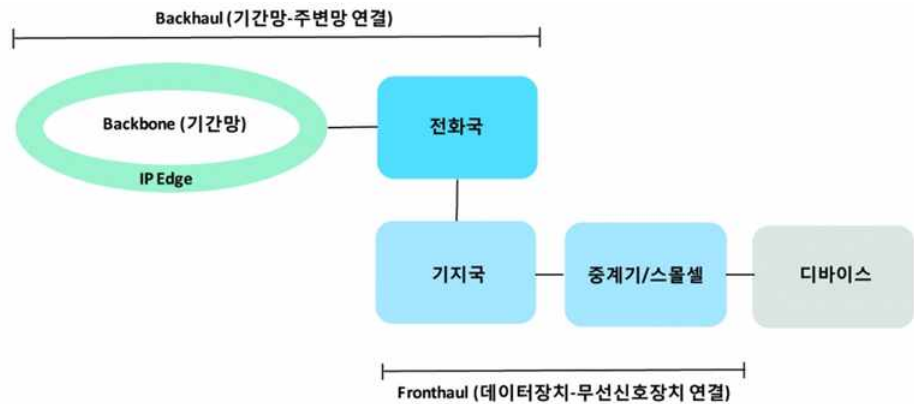 Backhaul (기간망-주변망 연결)
Backbone (기간망)
IP Edge
전화국
기지국
중계기/스몰셀
디바이스
Fronthaul (데이터장치-무선신호장치 연결)